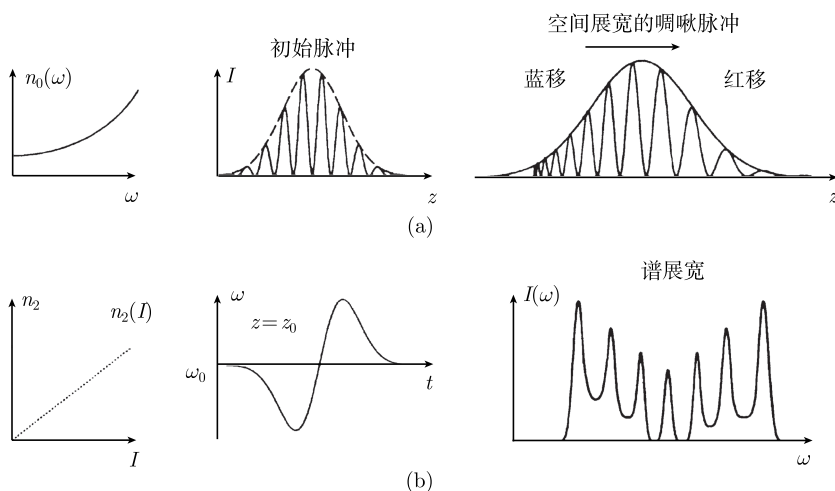 n₀(ω)
ω
初始脉冲
I
z
空间展宽的啁啾脉冲
蓝移
红移
z
(a)
n₂
n₂(I)
I
ω
z=z₀
ω₀
t
谱展宽
I(ω)
ω
(b)